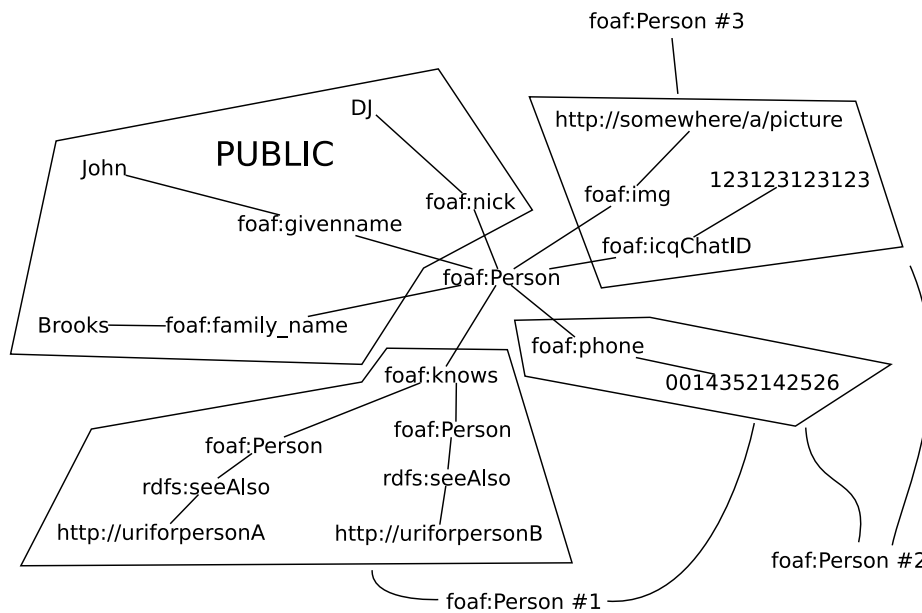 foaf:Person #3
DJ
http://somewhere/a/picture
PUBLIC
John
123123123123
foaf:img
foaf:nick
foaf:givenname
foaf:icqChatID
foaf:Person
Brooks
foaf:family_name
foaf:phone
foaf:knows
0014352142526
foaf:Person
foaf:Person
rdfs:seeAlso
rdfs:seeAlso
http://uriforpersonA
http://uriforpersonB
foaf:Person #2
foaf:Person #1